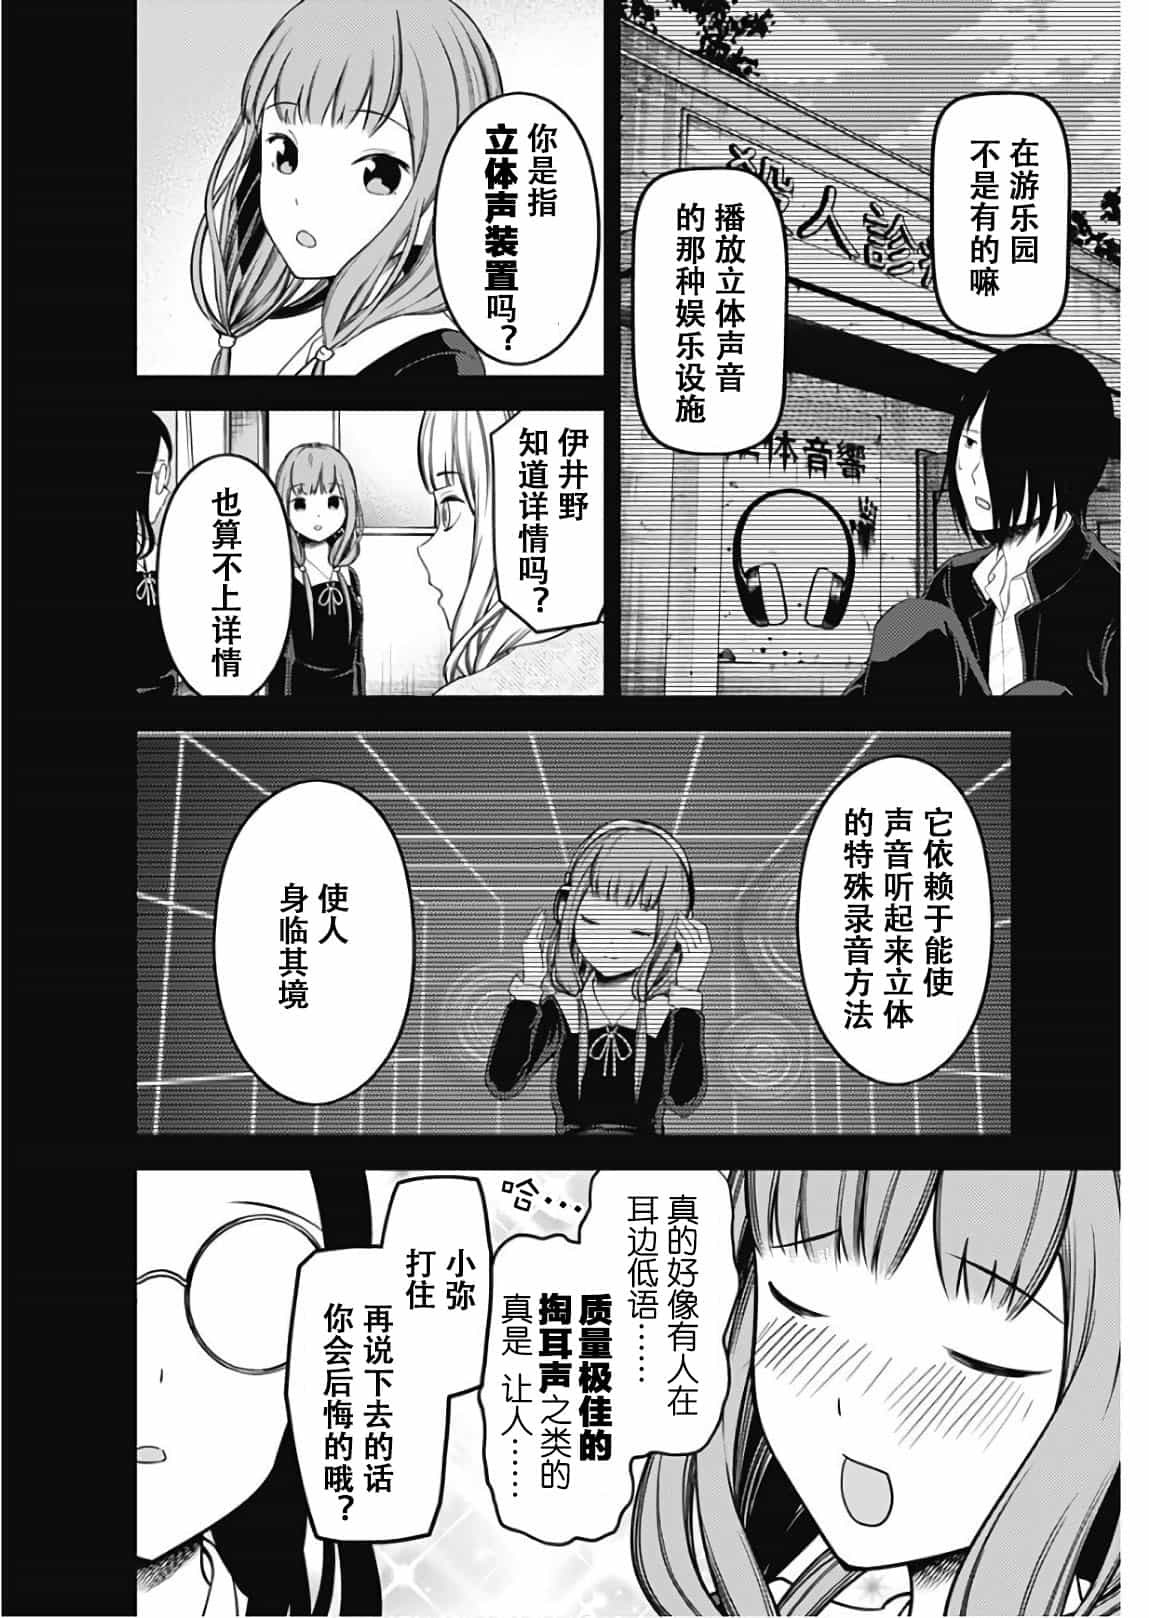 在游乐园
不是有的嘛
播放立体声音
的那种娱乐设施
人
体音響
你是指
立体声装置吗？
伊井野
知道详情吗？
也算不上详情
它依赖于能使
声音听起来立体
的特殊录音方法
使人
身临其境
真的好像有人在
耳边低语……
质量极佳的
掏耳声之类的
真是 让人……
哈…
小弥
打住
再说下去的话
你会后悔的哦？